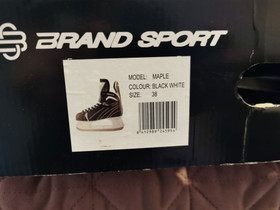 BRAND SPORT
MODEL: MAPLE
COLOUR: BLACK WHITE
SIZE: 38